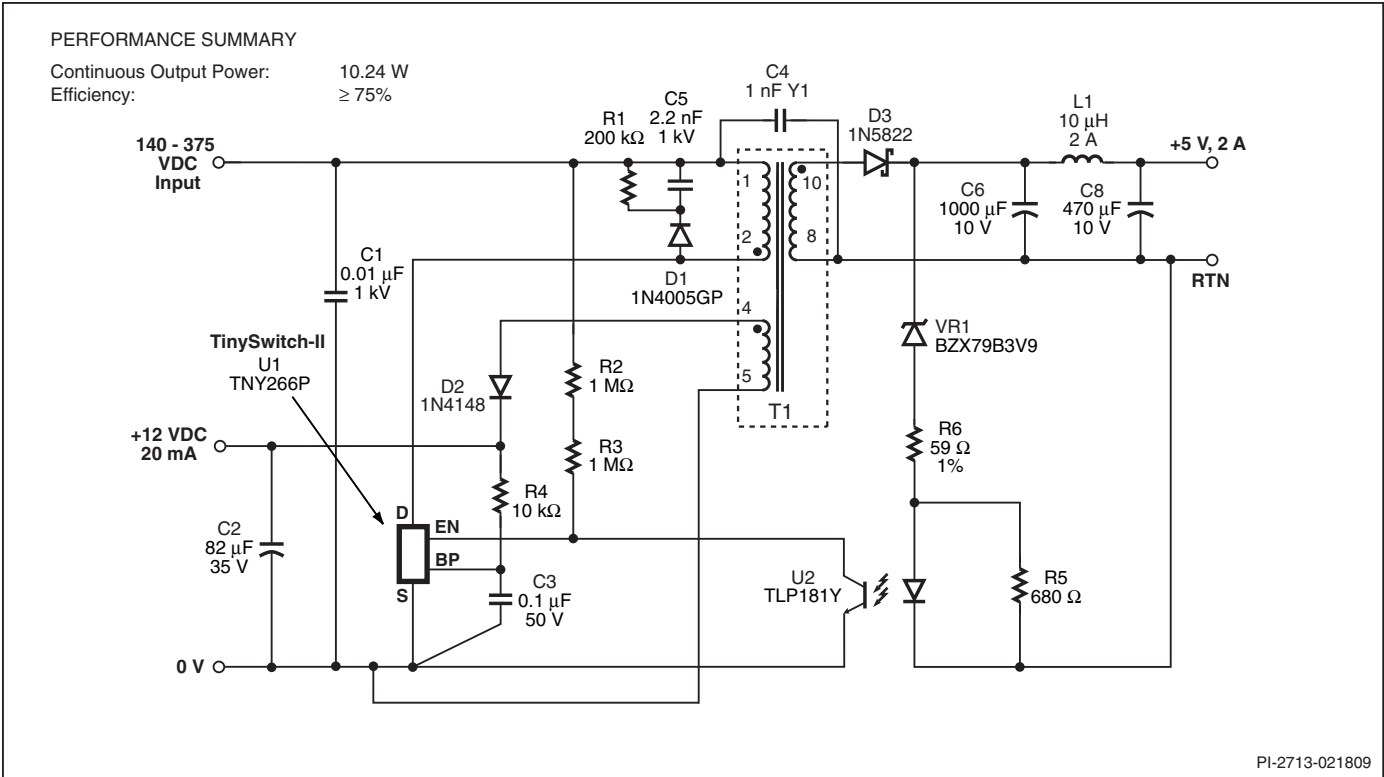 PERFORMANCE SUMMARY
Continuous Output Power: 10.24 W
Efficiency: ≥ 75%
C4
1 nF Y1
C5
2.2 nF
1 kV
R1
200 kΩ
D3
1N5822
L1
10 μH
2 A
+5 V, 2 A
140 - 375
VDC
Input
1
10
C6
1000 μF
10 V
C8
470 μF
10 V
2
8
C1
0.01 μF
1 kV
D1
1N4005GP
RTN
4
TinySwitch-II
U1
TNY266P
VR1
BZX79B3V9
D2
1N4148
R2
1 MΩ
5
T1
+12 VDC
20 mA
R3
1 MΩ
R6
59 Ω
1%
R4
10 kΩ
D
EN
C2
82 μF
35 V
BP
S
C3
0.1 μF
50 V
U2
TLP181Y
R5
680 Ω
0 V
PI-2713-021809